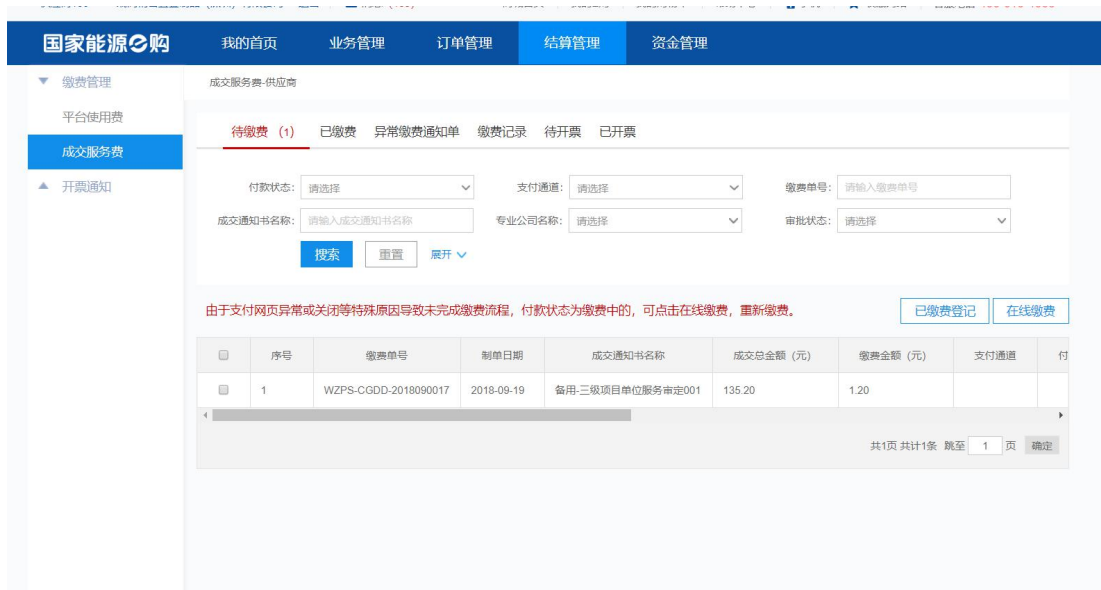 国家能源e购 我的首页 业务管理 订单管理 结算管理 资金管理
缴费管理
平台使用费
成交服务费
开票通知
成交服务费-供应商
待缴费 (1) 已缴费 异常缴费通知单 缴费记录 待开票 已开票
付款状态: 请选择 支付通道: 请选择 缴费单号: 请输入缴费单号
成交通知书名称: 请输入成交通知书名称 专业公司名称: 请选择 审批状态: 请选择
搜索 重置 展开
由于支付网页异常或关闭等特殊原因导致未完成缴费流程，付款状态为缴费中的，可点击在线缴费，重新缴费。 已缴费登记 在线缴费
序号 缴费单号 制单日期 成交通知书名称 成交总金额 (元) 缴费金额 (元) 支付通道 付
1 WZPS-CGDD-2018090017 2018-09-19 备用-三级项目单位服务审定001 135.20 1.20
共1页 共计1条 跳至 1 页 确定